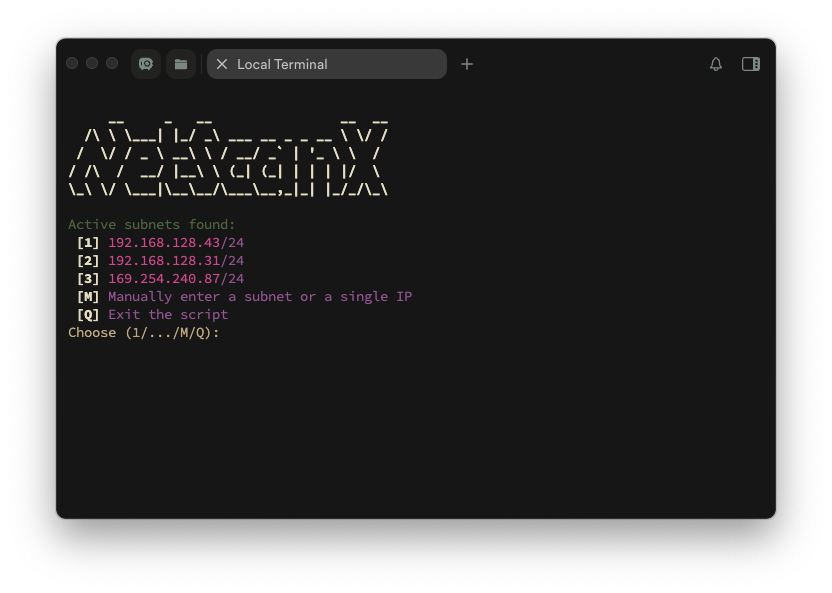 Local Terminal
NetScanX
Active subnets found:
[1] 192.168.128.43/24
[2] 192.168.128.31/24
[3] 169.254.240.87/24
[M] Manually enter a subnet or a single IP
[Q] Exit the script
Choose (1/.../M/Q):